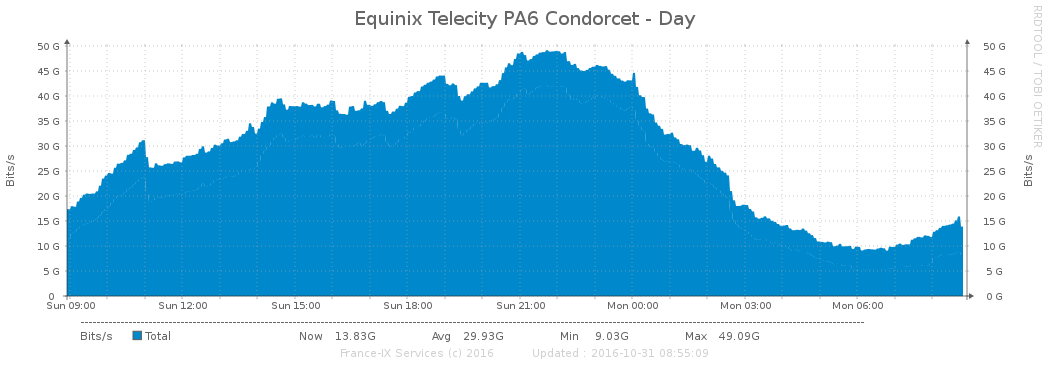 Equinix Telecity PA6 Condorcet - Day
RRDTOOL / TOBI OETIKER
Bits/s
50 G
45 G
40 G
35 G
30 G
25 G
20 G
15 G
10 G
5 G
0
50 G
45 G
40 G
35 G
30 G
25 G
20 G
15 G
10 G
5 G
0 G
Bits/s
Sun 09:00 Sun 12:00 Sun 15:00 Sun 18:00 Sun 21:00 Mon 00:00 Mon 03:00 Mon 06:00
Bits/s Total Now 13.83G Avg 29.93G Min 9.03G Max 49.09G
France-IX Services (c) 2016 Updated : 2016-10-31 08:55:09